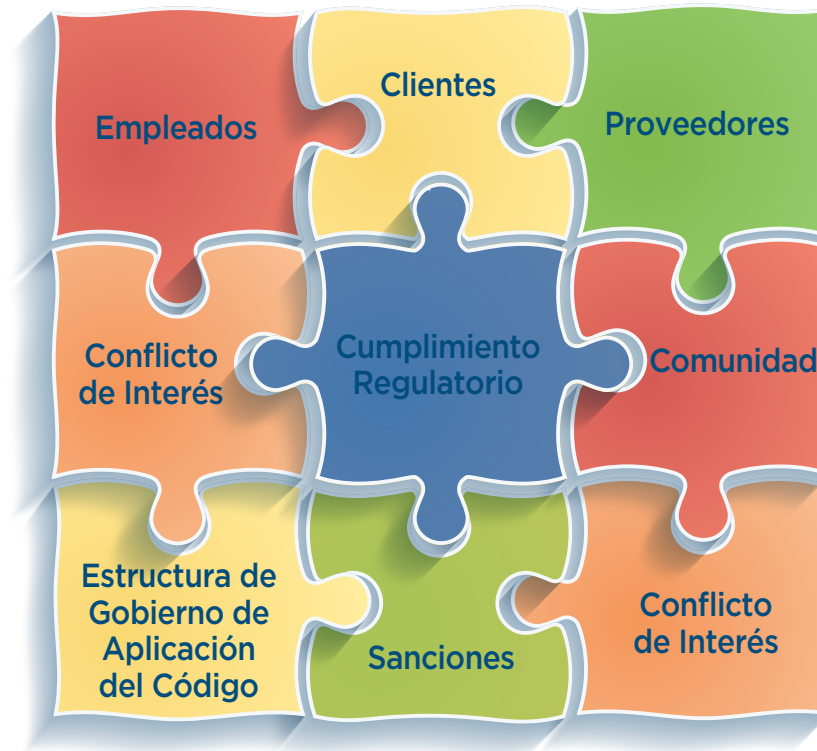 Empleados
Clientes
Proveedores
Conflicto
de Interés
Cumplimiento
Regulatorio
Comunidad
Estructura de
Gobierno de
Aplicación
del Código
Sanciones
Conflicto
de Interés